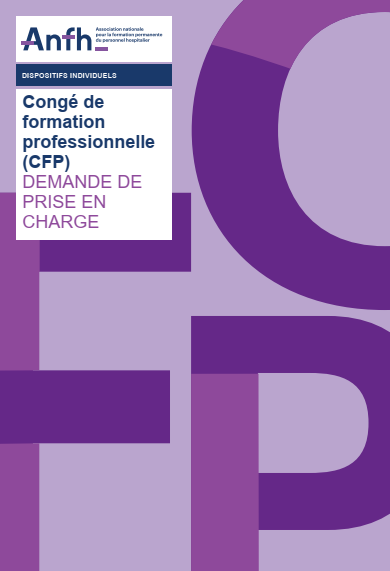 Anfh
Association nationale
pour la formation permanente
du personnel hospitalier
DISPOSITIFS INDIVIDUELS
Congé de
formation
professionnelle
(CFP)
DEMANDE DE
PRISE EN
CHARGE
C
F
P